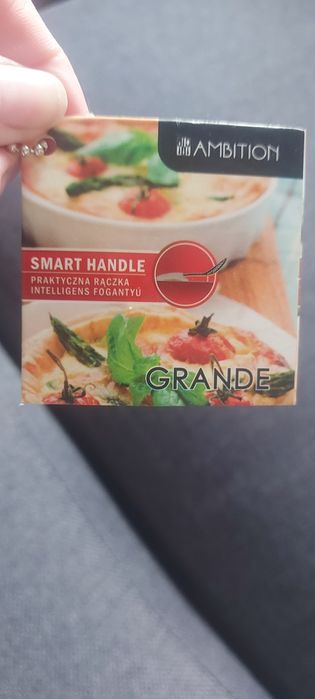 AMBITION
SMART HANDLE
PRAKTYCZNA RĄCZKA
INTELLIGENS FOGANTYÚ
GRANDE